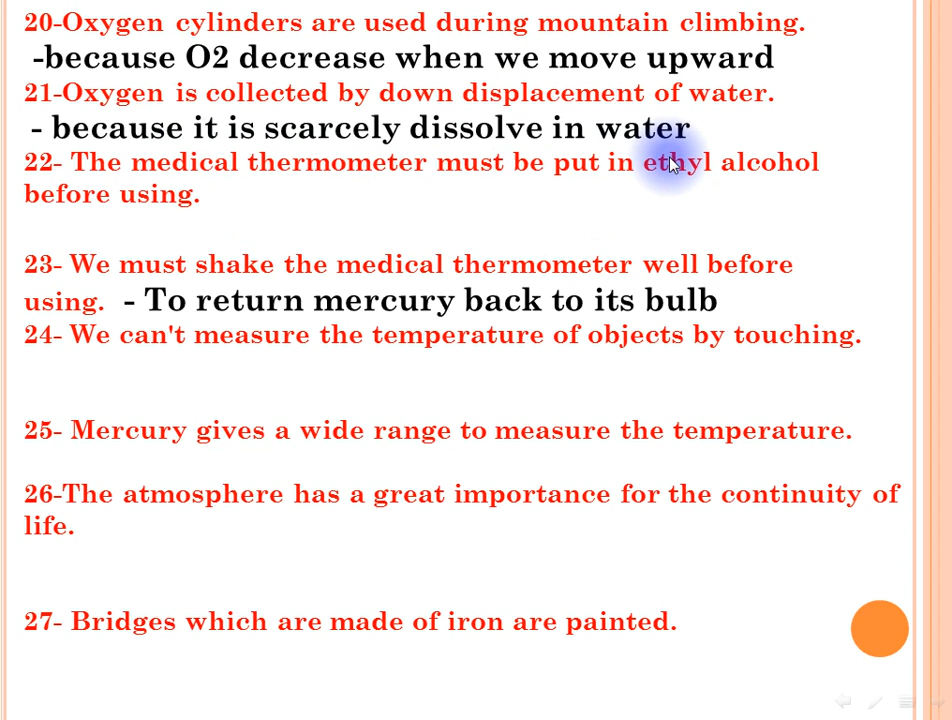 20-Oxygen cylinders are used during mountain climbing.
-because O2 decrease when we move upward
21-Oxygen is collected by down displacement of water.
- because it is scarcely dissolve in water
22- The medical thermometer must be put in ethyl alcohol
before using.
23- We must shake the medical thermometer well before
using. - To return mercury back to its bulb
24- We can't measure the temperature of objects by touching.
25- Mercury gives a wide range to measure the temperature.
26-The atmosphere has a great importance for the continuity of
life.
27- Bridges which are made of iron are painted.